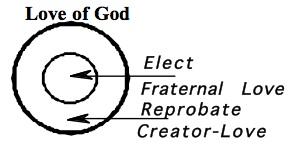 Love of God
Elect
Fraternal Love
Reprobate
Creator-Love